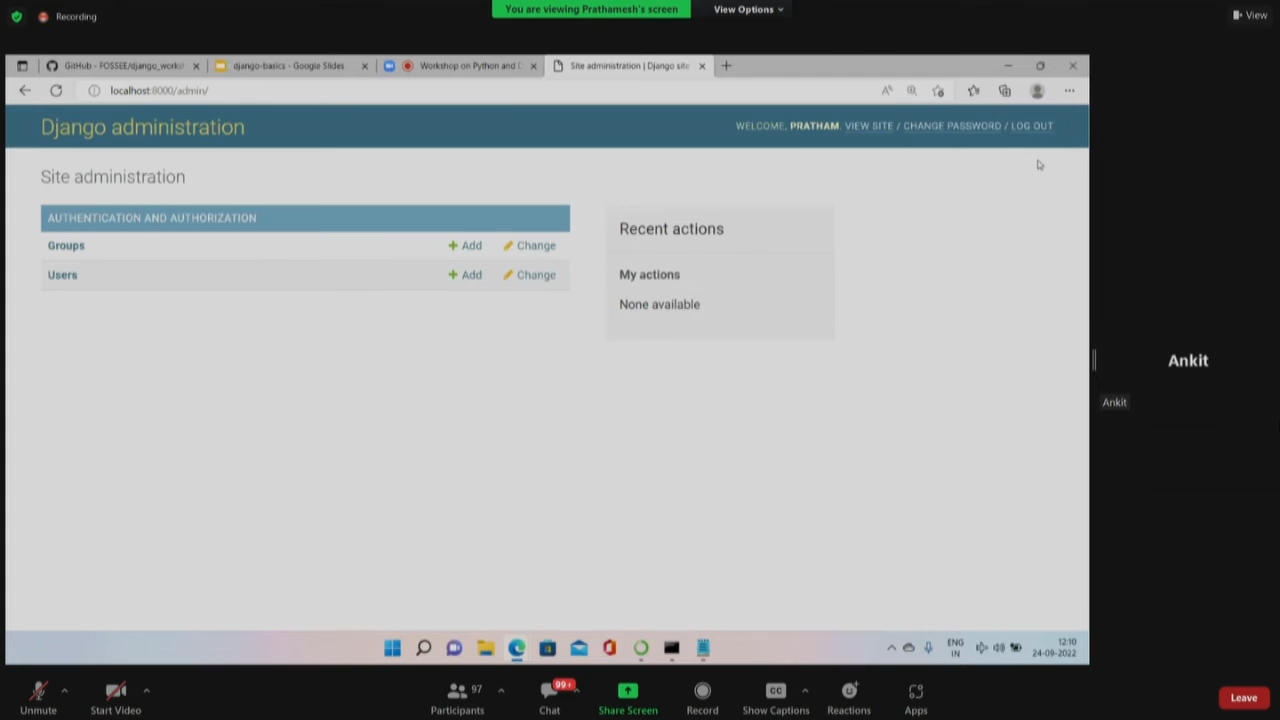 Recording
You are viewing Prathamesh's screen
View Options
View
GitHub - FOSSEE/django_works
django-basics - Google Slides
Workshop on Python and D
Site administration | Django site
localhost:8000/admin/
Django administration
WELCOME, PRATHAM. VIEW SITE / CHANGE PASSWORD / LOG OUT
Site administration
AUTHENTICATION AND AUTHORIZATION
Groups
Add
Change
Users
Add
Change
Recent actions
My actions
None available
Ankit
Ankit
ENG
IN
12:10
24-09-2022
Unmute
Start Video
97
Participants
99+
Chat
Share Screen
Record
CC
Show Captions
Reactions
Apps
Leave